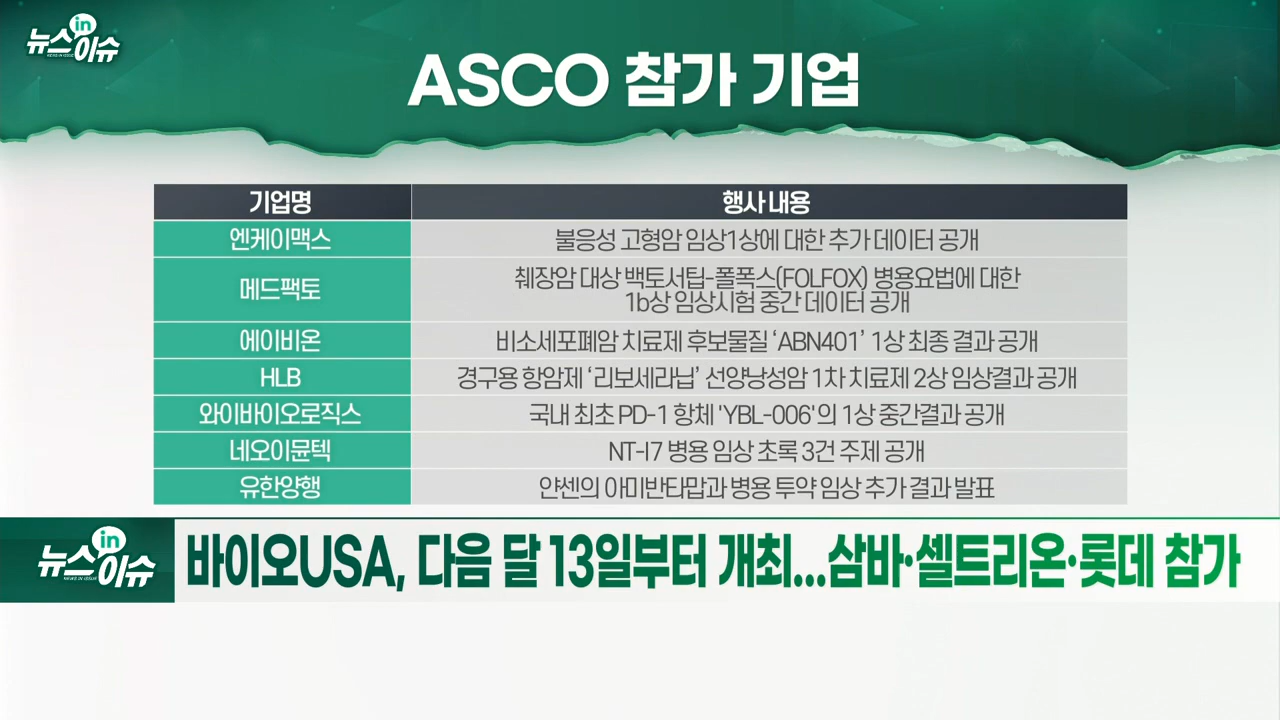 뉴스in이슈
NEWS IN ISSUE
ASCO 참가 기업
기업명 행사 내용
엔케이맥스 불응성 고형암 임상1상에 대한 추가 데이터 공개
메드팩토 췌장암 대상 백토서팁-폴폭스(FOLFOX) 병용요법에 대한
1b상 임상시험 중간 데이터 공개
에이비온 비소세포폐암 치료제 후보물질 ‘ABN401’ 1상 최종 결과 공개
HLB 경구용 항암제 ‘리보세라닙’ 선양낭성암 1차 치료제 2상 임상결과 공개
와이바이오로직스 국내 최초 PD-1 항체 'YBL-006'의 1상 중간결과 공개
네오이뮨텍 NT-I7 병용 임상 초록 3건 주제 공개
유한양행 얀센의 아미반타맙과 병용 투약 임상 추가 결과 발표
뉴스in이슈
NEWS IN ISSUE
바이오USA, 다음 달 13일부터 개최...삼바·셀트리온·롯데 참가